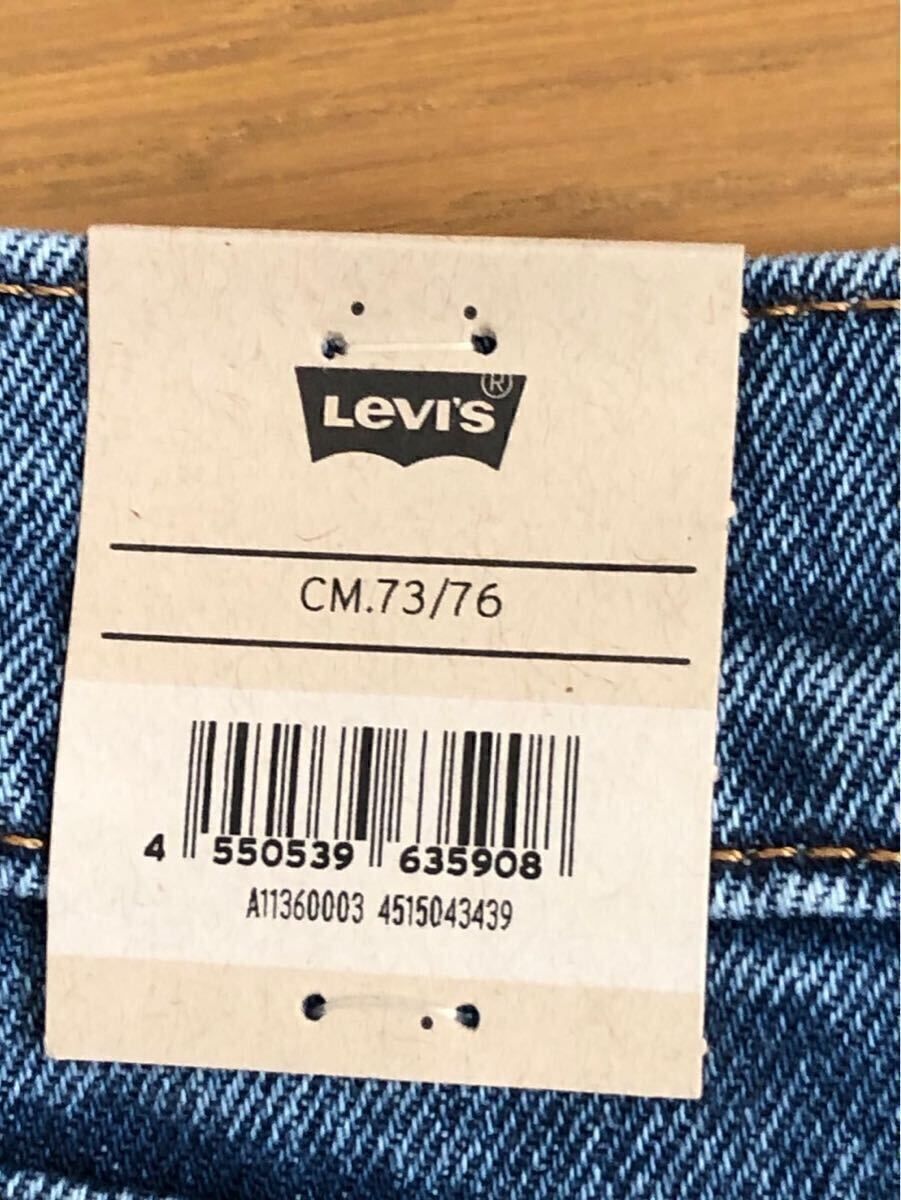 LEVI'S ®
CM.73/76
4 550539 635908
A11360003 4515043439